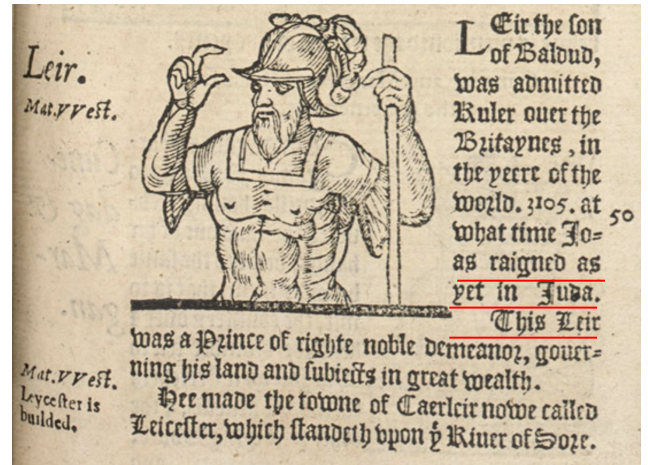 Leir.
Mat.VVest.
LEir the son
of Baldud,
was admitted
Ruler ouer the
Britaynes, in
the yeere of the
world. 3105. at
50
what time Jo=
as raigned as
yet in Juda.
This Leir
was a Prince of righte noble demeanor, gouer=
ning his land and subiects in great wealth.
Mat.VVest.
Leycester is
builded.
Hee made the towne of Caerleir nowe called
Leicester, which standeth vpon yͤ Riuer of Sore.